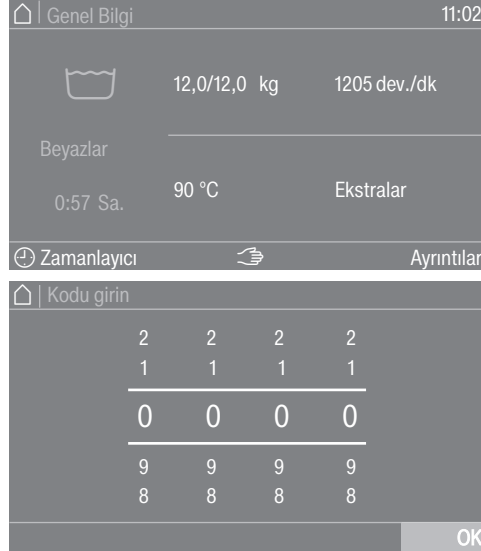 Genel Bilgi 11:02
12,0/12,0 kg 1205 dev./dk
Beyazlar
0:57 Sa.
90 °C Ekstralar
Zamanlayıcı Ayrıntılar
Kodu girin
2 2 2 2
1 1 1 1
0 0 0 0
9 9 9 9
8 8 8 8
OK